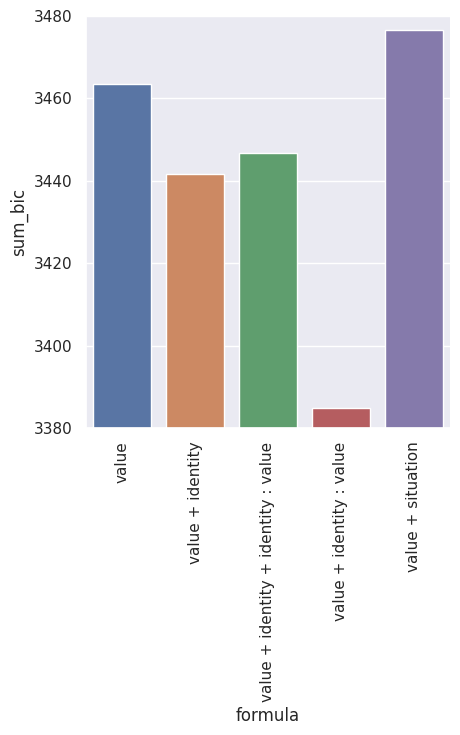 3480
3460
3440
3420
3400
3380
sum_bic
value
value + identity
value + identity + identity : value
value + identity : value
value + situation
formula